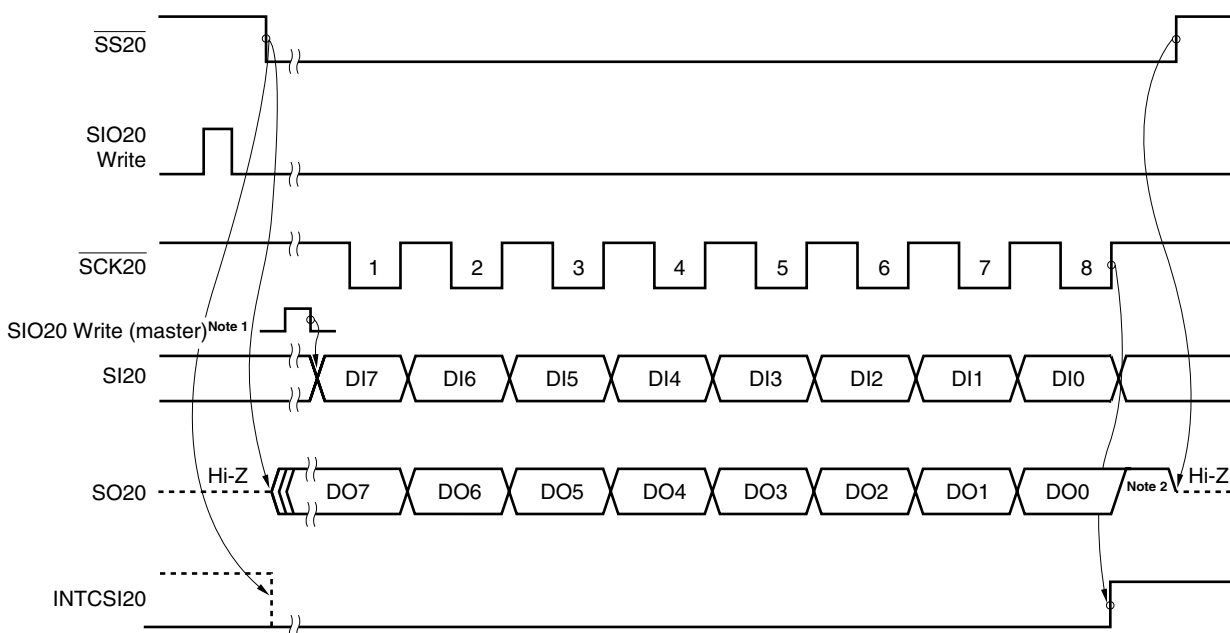 SS20
SIO20
Write
SCK20
1 2 3 4 5 6 7 8
SIO20 Write (master)Note 1
SI20 DI7 DI6 DI5 DI4 DI3 DI2 DI1 DI0
SO20 Hi-Z DO7 DO6 DO5 DO4 DO3 DO2 DO1 DO0 Note 2 Hi-Z
INTCSI20